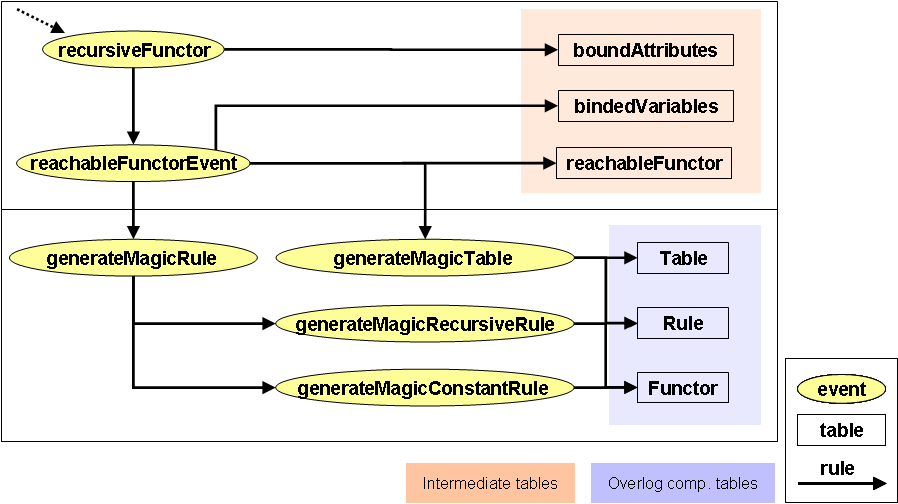 recursiveFunctor
boundAttributes
bindedVariables
reachableFunctorEvent
reachableFunctor
generateMagicRule
generateMagicTable
Table
generateMagicRecursiveRule
Rule
generateMagicConstantRule
Functor
event
table
rule
Intermediate tables
Overlog comp. tables